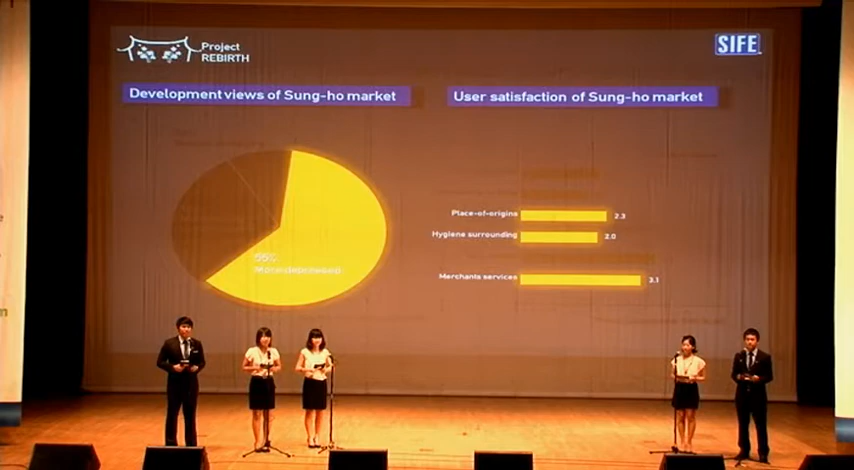 Project
REBIRTH
SIFE
Development views of Sung-ho market
User satisfaction of Sung-ho market
Place-of-origins 2.3
Hygiene surrounding 2.0
Merchants services 3.1